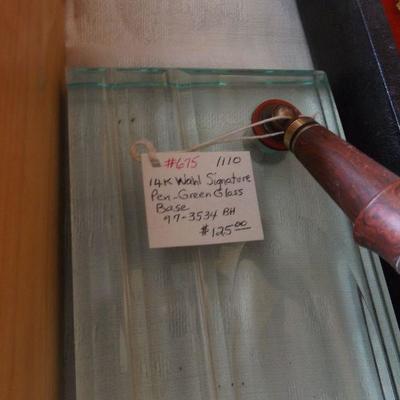 #675 1110
14K Wahl Signature
Pen-Green Glass
Base
97-3534 BH
$125.00